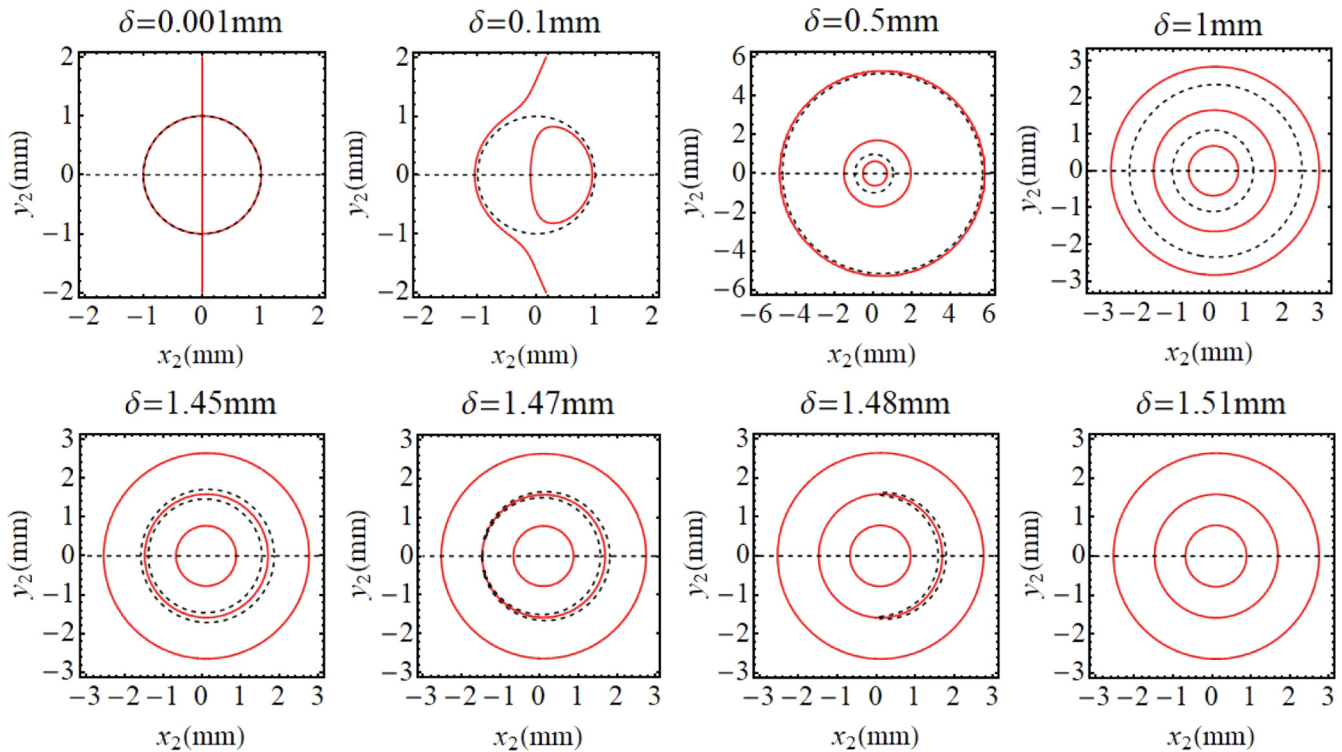 δ=0.001mm
δ=0.1mm
δ=0.5mm
δ=1mm
y₂(mm)
2
1
0
−1
−2
−2 −1 0 1 2
x₂(mm)
y₂(mm)
2
1
0
−1
−2
−2 −1 0 1 2
x₂(mm)
y₂(mm)
6
4
2
0
−2
−4
−6
−6 −4 −2 0 2 4 6
x₂(mm)
y₂(mm)
3
2
1
0
−1
−2
−3
−3 −2 −1 0 1 2 3
x₂(mm)
δ=1.45mm
δ=1.47mm
δ=1.48mm
δ=1.51mm
y₂(mm)
3
2
1
0
−1
−2
−3
−3 −2 −1 0 1 2 3
x₂(mm)
y₂(mm)
3
2
1
0
−1
−2
−3
−3 −2 −1 0 1 2 3
x₂(mm)
y₂(mm)
3
2
1
0
−1
−2
−3
−3 −2 −1 0 1 2 3
x₂(mm)
y₂(mm)
3
2
1
0
−1
−2
−3
−3 −2 −1 0 1 2 3
x₂(mm)